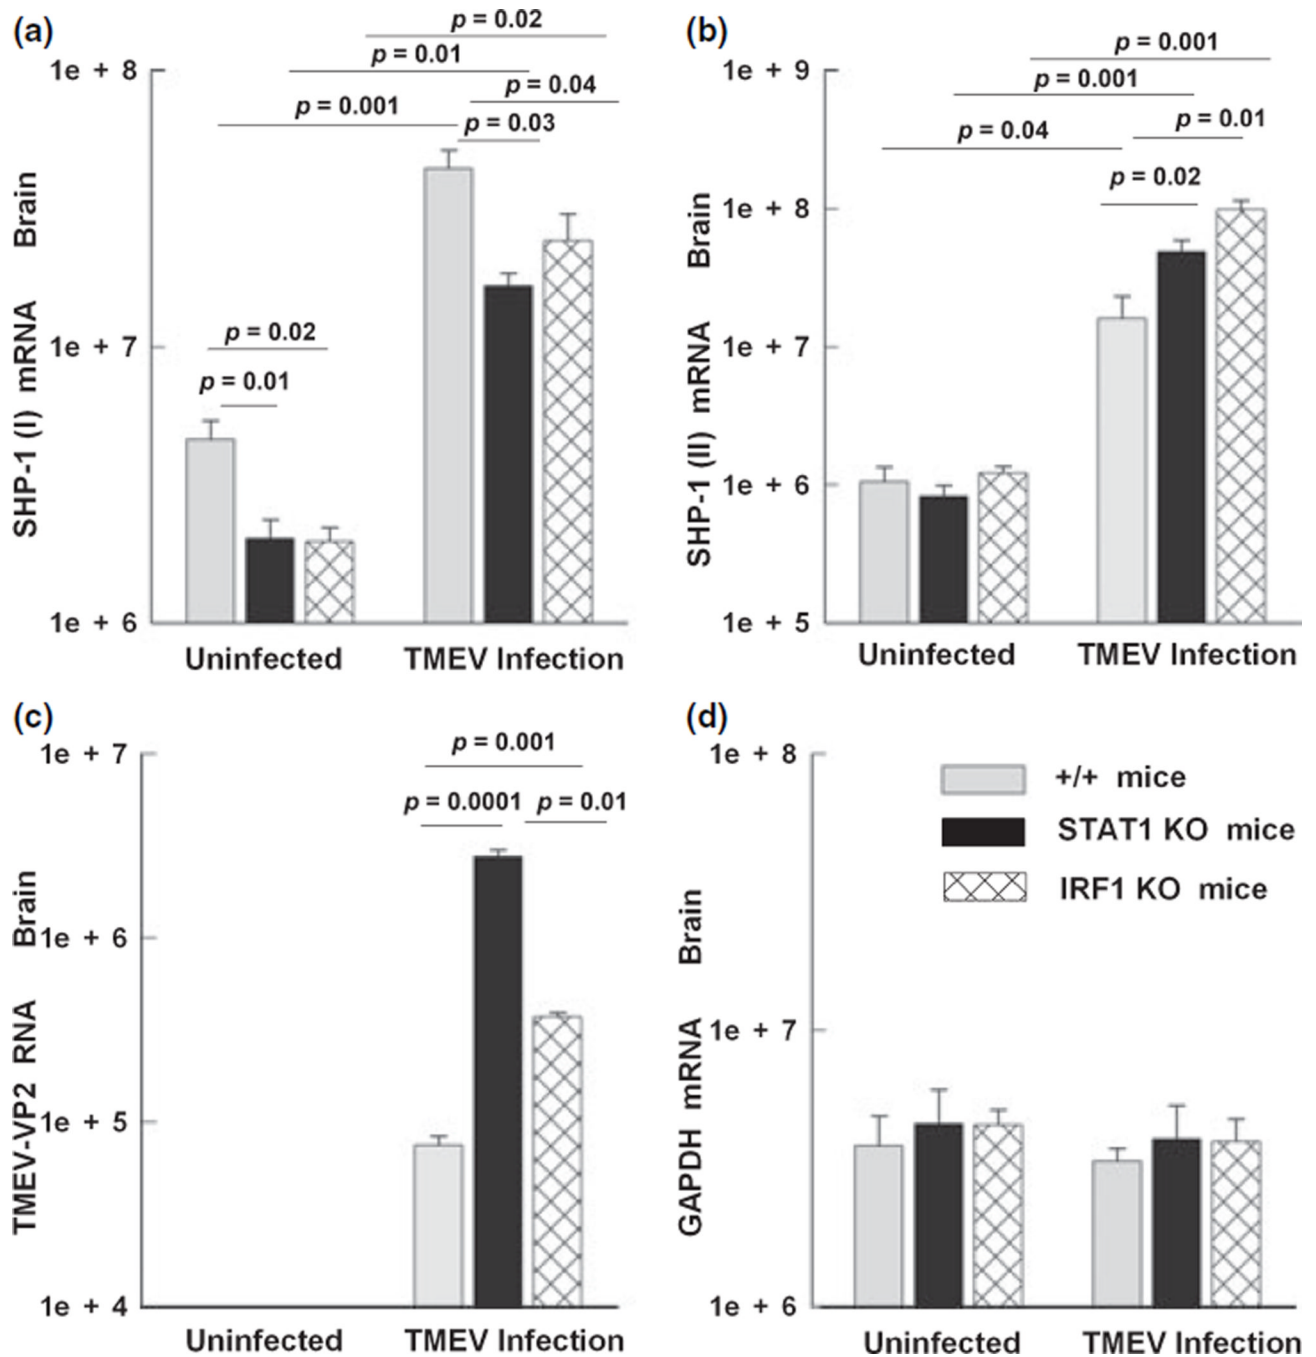 (a)
p = 0.02
p = 0.01
p = 0.04
p = 0.001
p = 0.03
p = 0.02
p = 0.01
1e + 8
1e + 7
1e + 6
SHP-1 (I) mRNA Brain
Uninfected
TMEV Infection
(b)
p = 0.001
p = 0.001
p = 0.01
p = 0.04
p = 0.02
1e + 9
1e + 8
1e + 7
1e + 6
1e + 5
SHP-1 (II) mRNA Brain
Uninfected
TMEV Infection
(c)
p = 0.001
p = 0.0001
p = 0.01
1e + 7
1e + 6
1e + 5
1e + 4
TMEV-VP2 RNA Brain
Uninfected
TMEV Infection
(d)
+/+ mice
STAT1 KO mice
IRF1 KO mice
1e + 8
1e + 7
1e + 6
GAPDH mRNA Brain
Uninfected
TMEV Infection